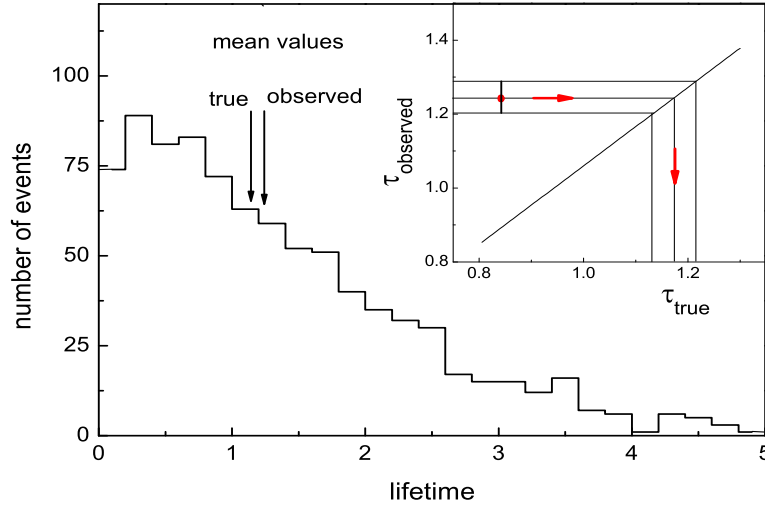 mean values
true
observed
number of events
100
75
50
25
0
0
1
2
3
4
5
lifetime
τobserved
1.4
1.2
1.0
0.8
0.8
1.0
1.2
τtrue